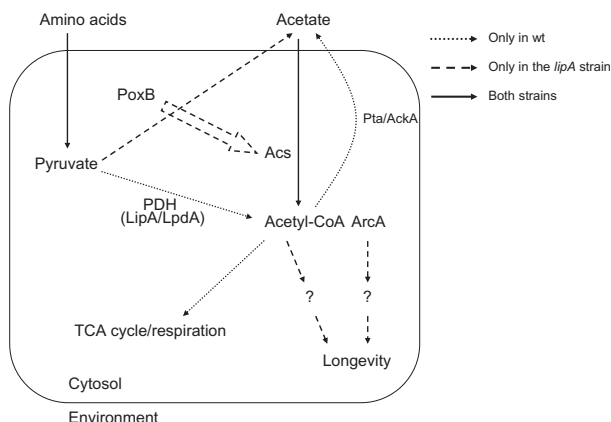 Amino acids
Acetate
Only in wt
Only in the lipA strain
Both strains
PoxB
Pta/AckA
Acs
Pyruvate
PDH
(LipA/LpdA)
Acetyl-CoA ArcA
? ?
TCA cycle/respiration
Longevity
Cytosol
Environment